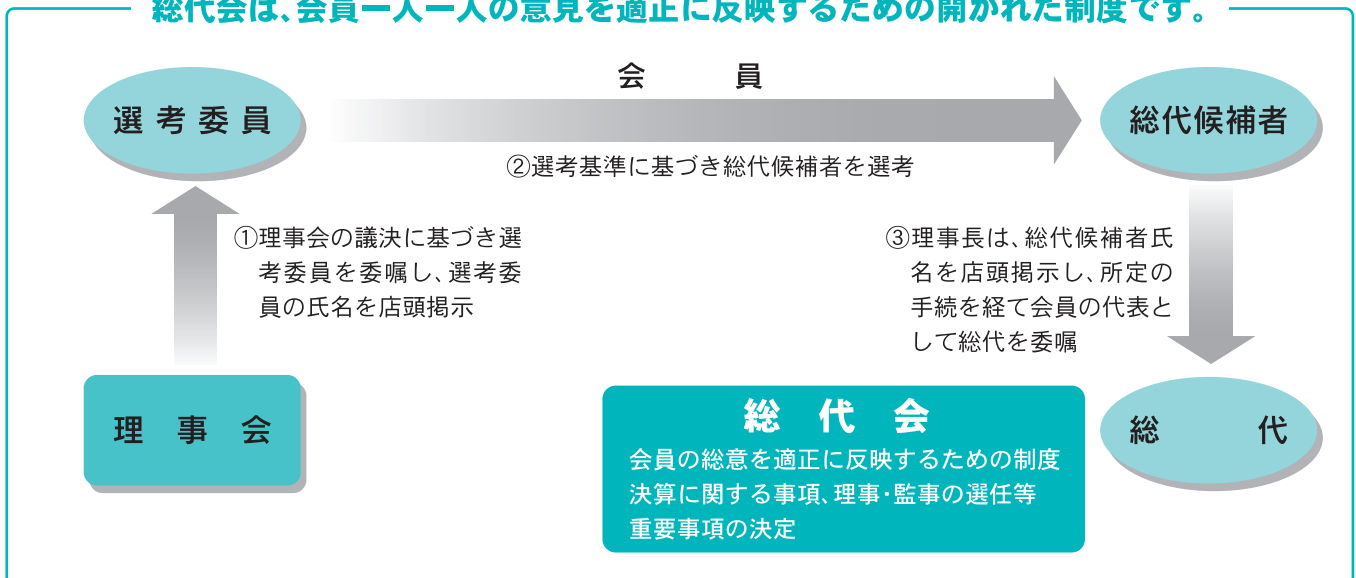 総代会は、会員一人一人の意見を適正に反映するための開かれた制度です。
会員
選考委員
総代候補者
②選考基準に基づき総代候補者を選考
①理事会の議決に基づき選
考委員を委嘱し、選考委
員の氏名を店頭掲示
③理事長は、総代候補者氏
名を店頭掲示し、所定の
手続を経て会員の代表と
して総代を委嘱
理事会
総代会
会員の総意を適正に反映するための制度
決算に関する事項、理事・監事の選任等
重要事項の決定
総代